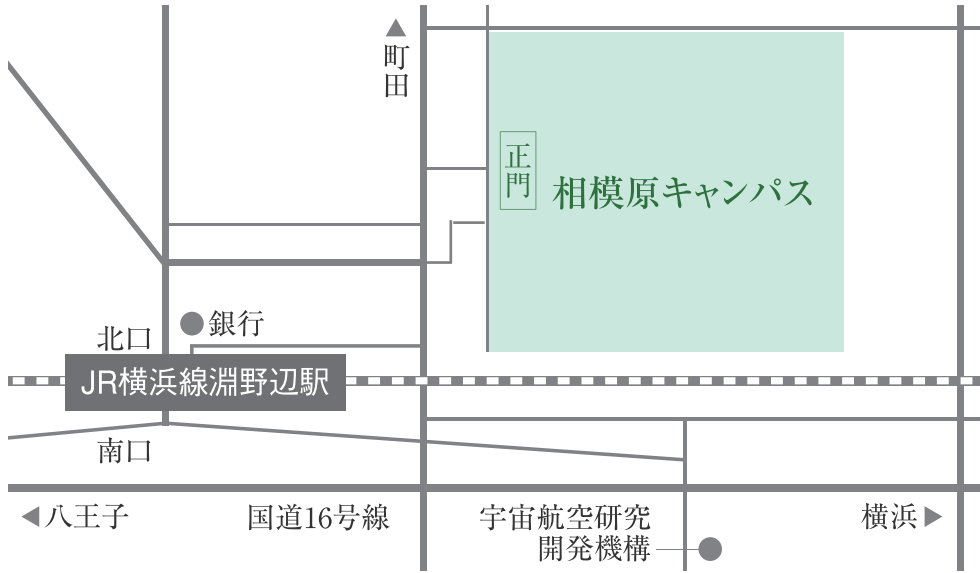 ▲
町田
正門
相模原キャンパス
銀行
北口
JR横浜線淵野辺駅
南口
◀八王子
国道16号線
宇宙航空研究
開発機構
横浜▶